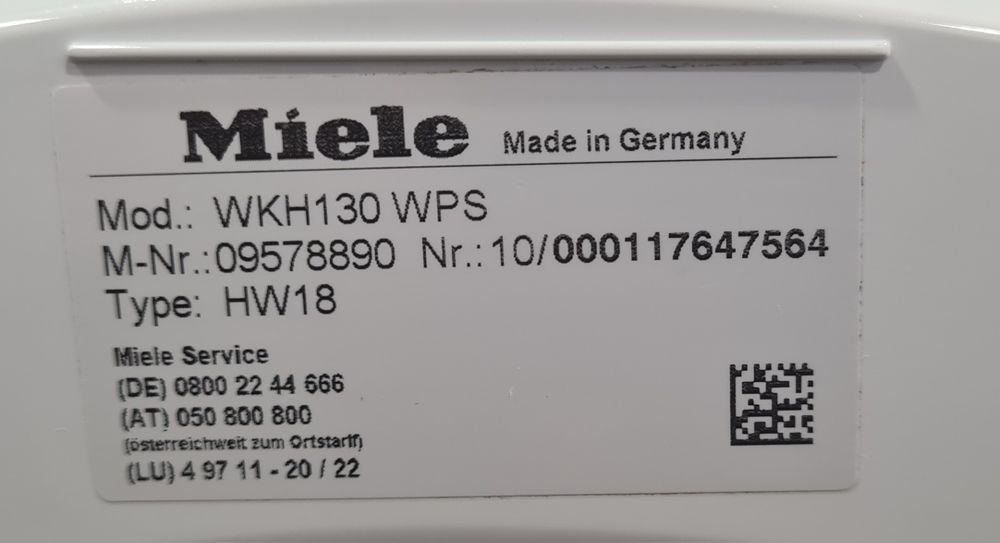 Miele Made in Germany
Mod.: WKH130 WPS
M-Nr.:09578890 Nr.:10/000117647564
Type: HW18
Miele Service
(DE) 0800 22 44 666
(AT) 050 800 800
(österreichweit zum Ortstarif)
(LU) 4 97 11 - 20 / 22